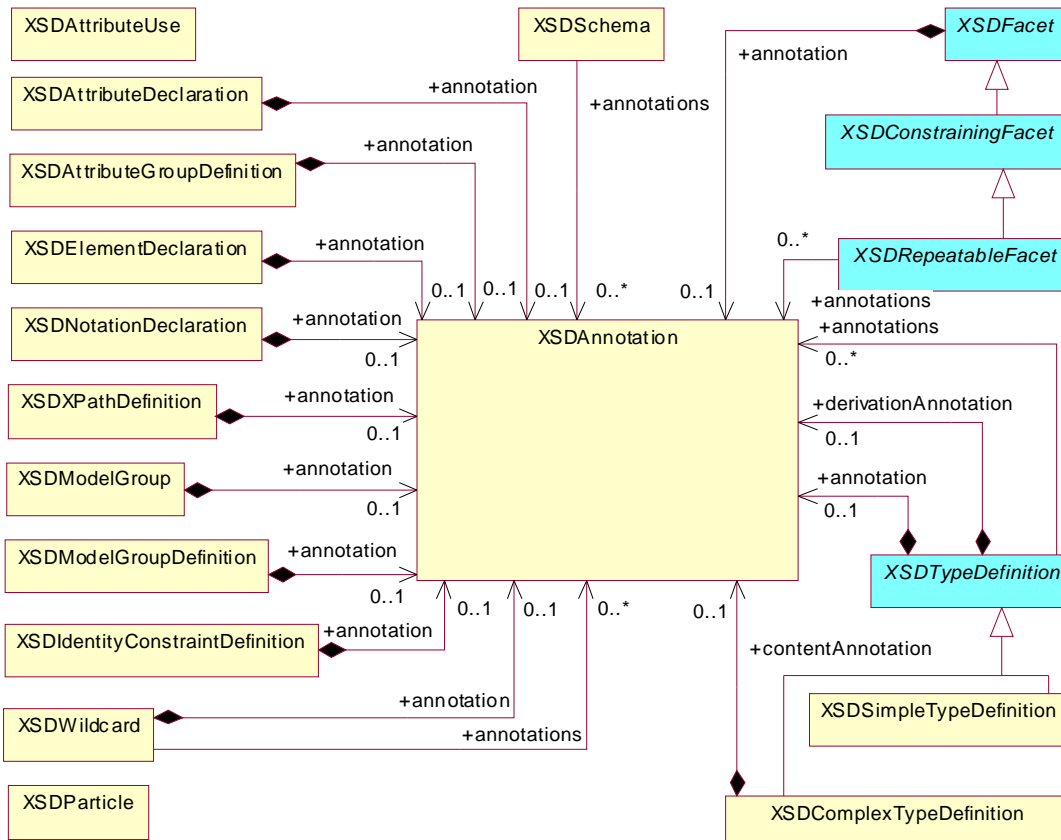 XSDAttributeUse
XSDSchema
XSDFacet
+annotation
+annotation
XSDAttributeDeclaration
+annotations
XSDConstrainingFacet
+annotation
XSDAttributeGroupDefinition
XSDElementDeclaration
+annotation
0..*
XSDRepeatableFacet
0..1
0..1
0..1
0..*
0..1
+annotations
XSDNotationDeclaration
+annotation
0..1
XSDAnnotation
+annotations
0..*
XSDXPathDefinition
+annotation
0..1
+derivationAnnotation
0..1
XSDModelGroup
+annotation
0..1
+annotation
0..1
XSDModelGroupDefinition
+annotation
0..1
XSDTypeDefinition
0..1
0..1
0..*
0..1
XSDIdentityConstraintDefinition
+annotation
+contentAnnotation
XSDWildcard
+annotation
+annotations
XSDSimpleTypeDefinition
XSDParticle
XSDComplexTypeDefinition